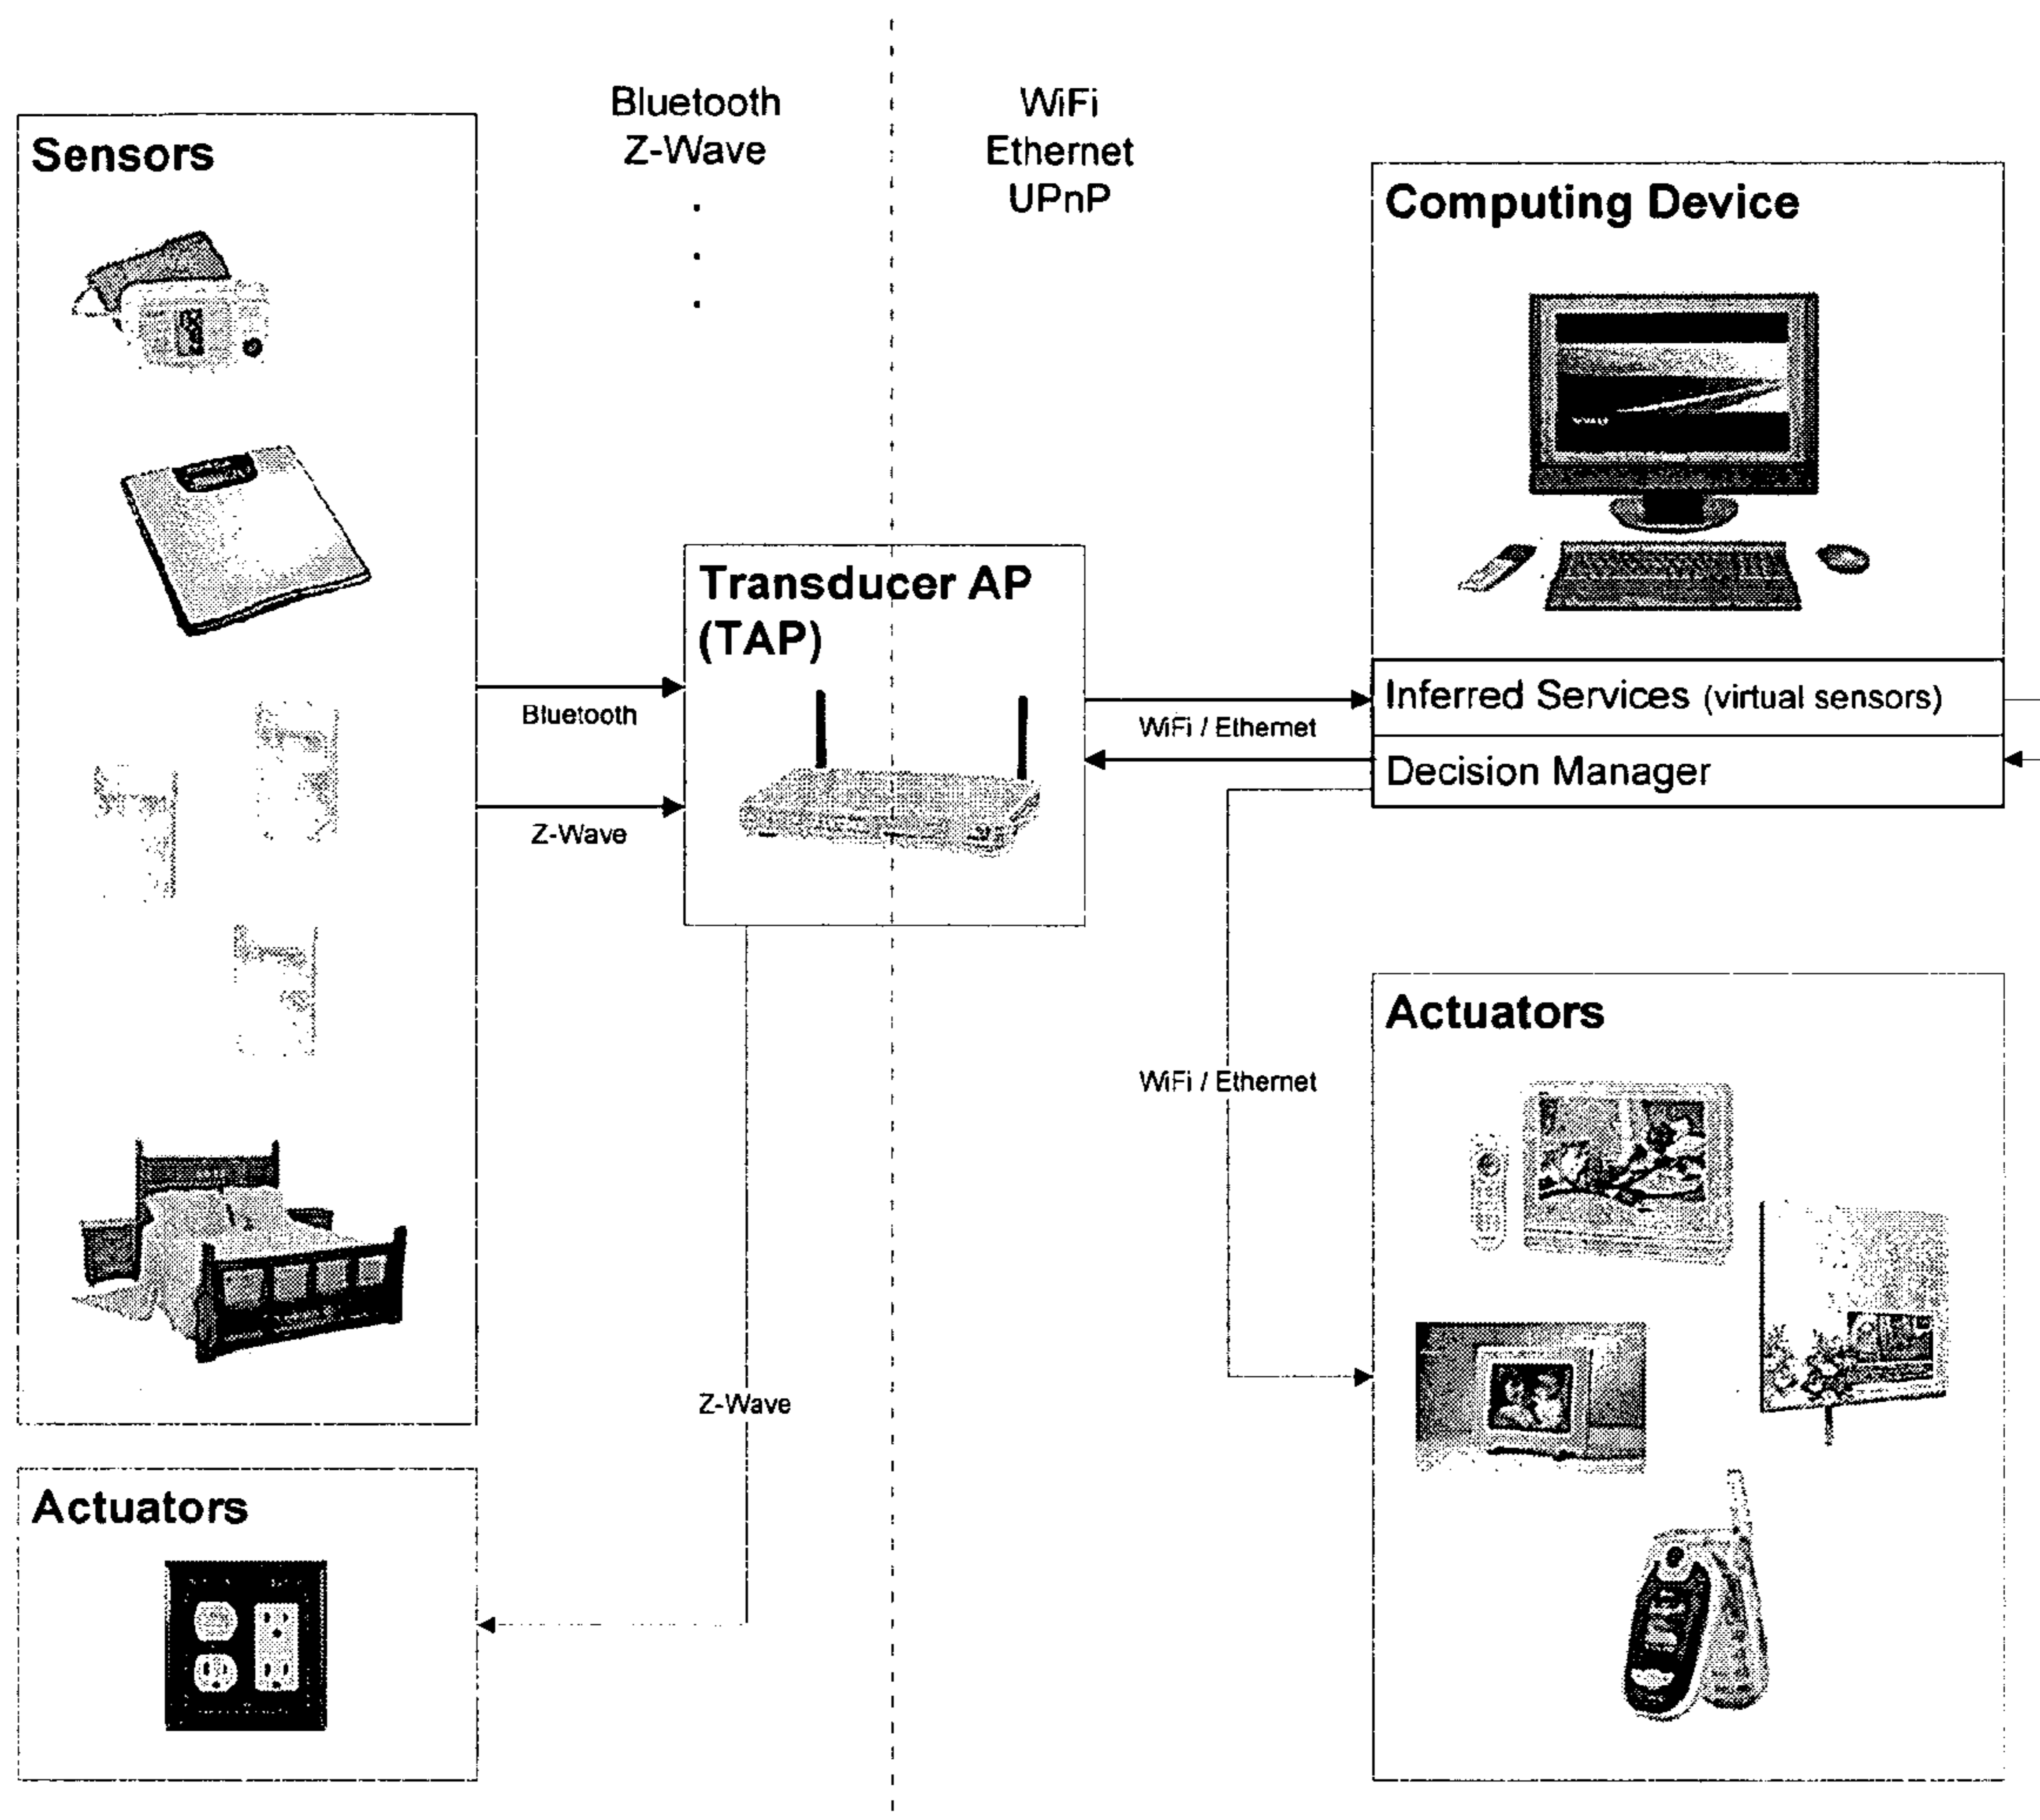 Bluetooth
Z-Wave
.
.
.
WiFi
Ethernet
UPnP
Sensors
Computing Device
Transducer AP
(TAP)
Bluetooth
Z-Wave
WiFi / Ethernet
Inferred Services (virtual sensors)
Decision Manager
WiFi / Ethernet
Z-Wave
Actuators
Actuators